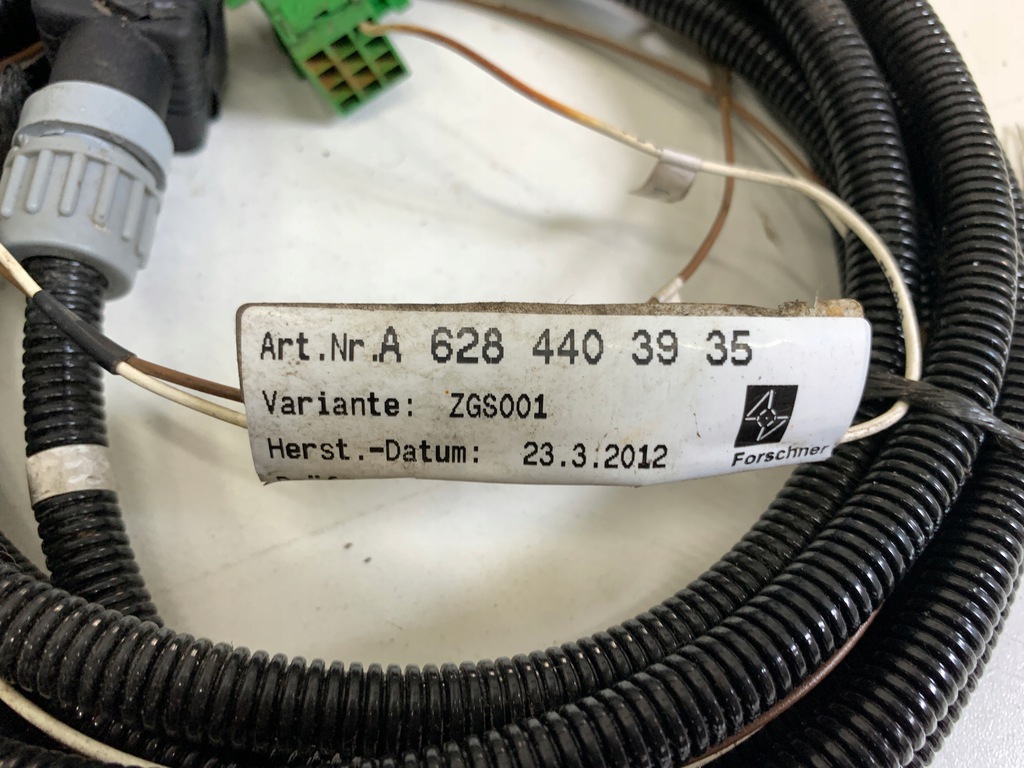 Art.Nr.A 628 440 39 35
Variante: ZGS001
Herst.-Datum: 23.3.2012
Forschner